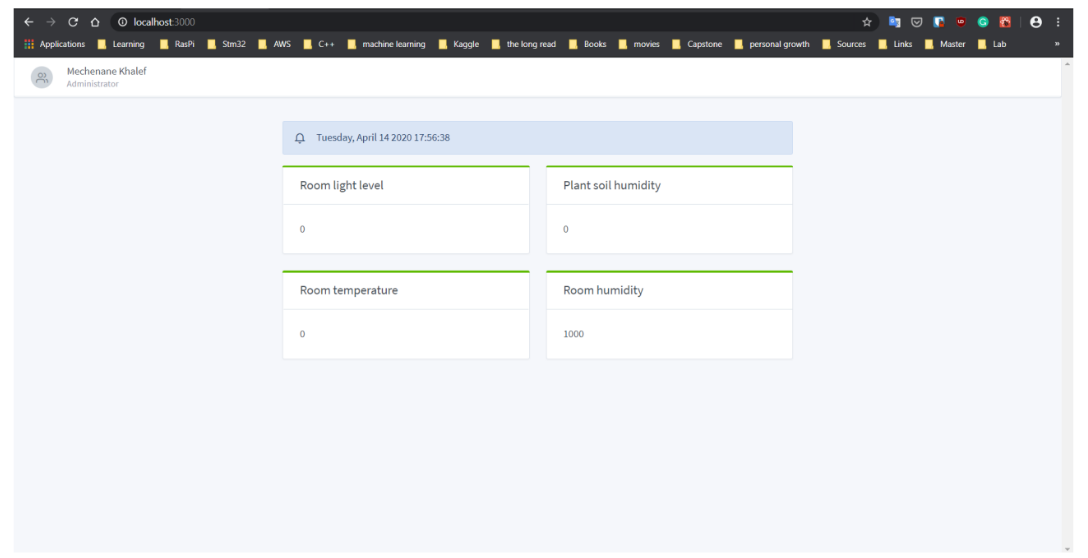 localhost:3000
Applications Learning RasPi Stm32 AWS C++ machine learning Kaggle the long read Books movies Capstone personal growth Sources Links Master Lab »
Mechenane Khalef
Administrator
Tuesday, April 14 2020 17:56:38
Room light level Plant soil humidity
0 0
Room temperature Room humidity
0 1000